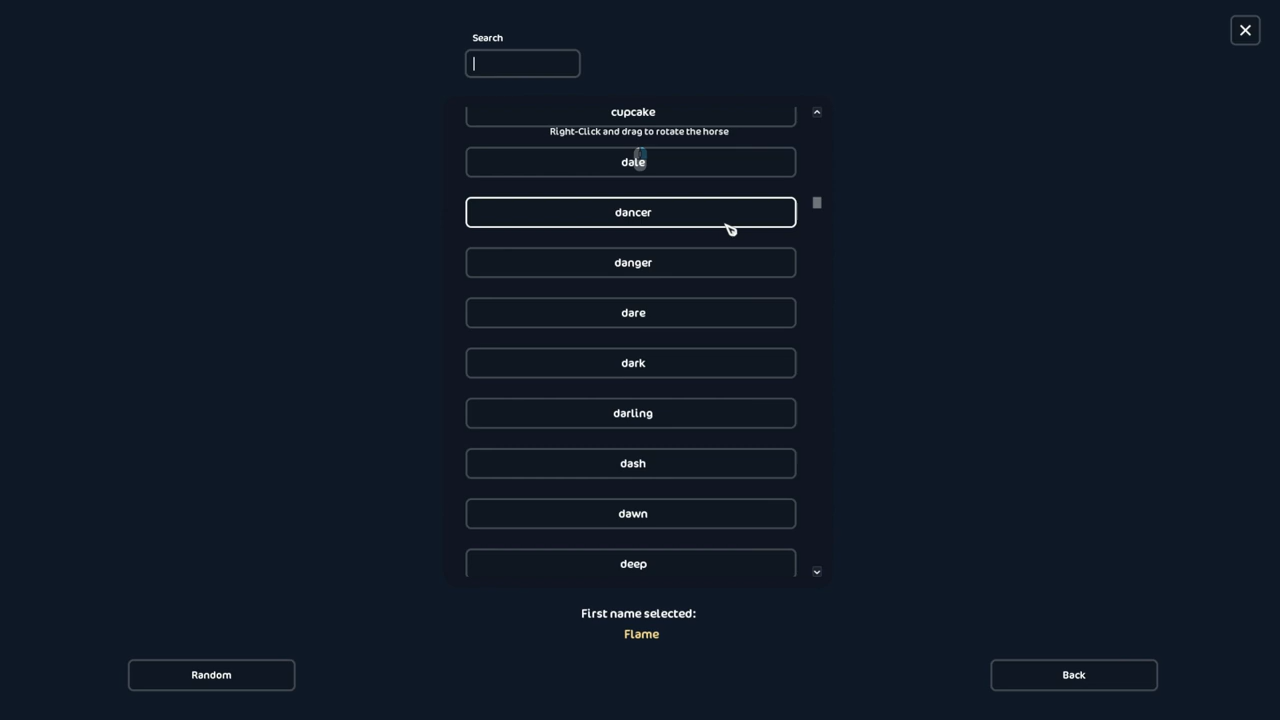 Search
cupcake
Right-Click and drag to rotate the horse
dale
dancer
danger
dare
dark
darling
dash
dawn
deep
First name selected:
Flame
Random
Back